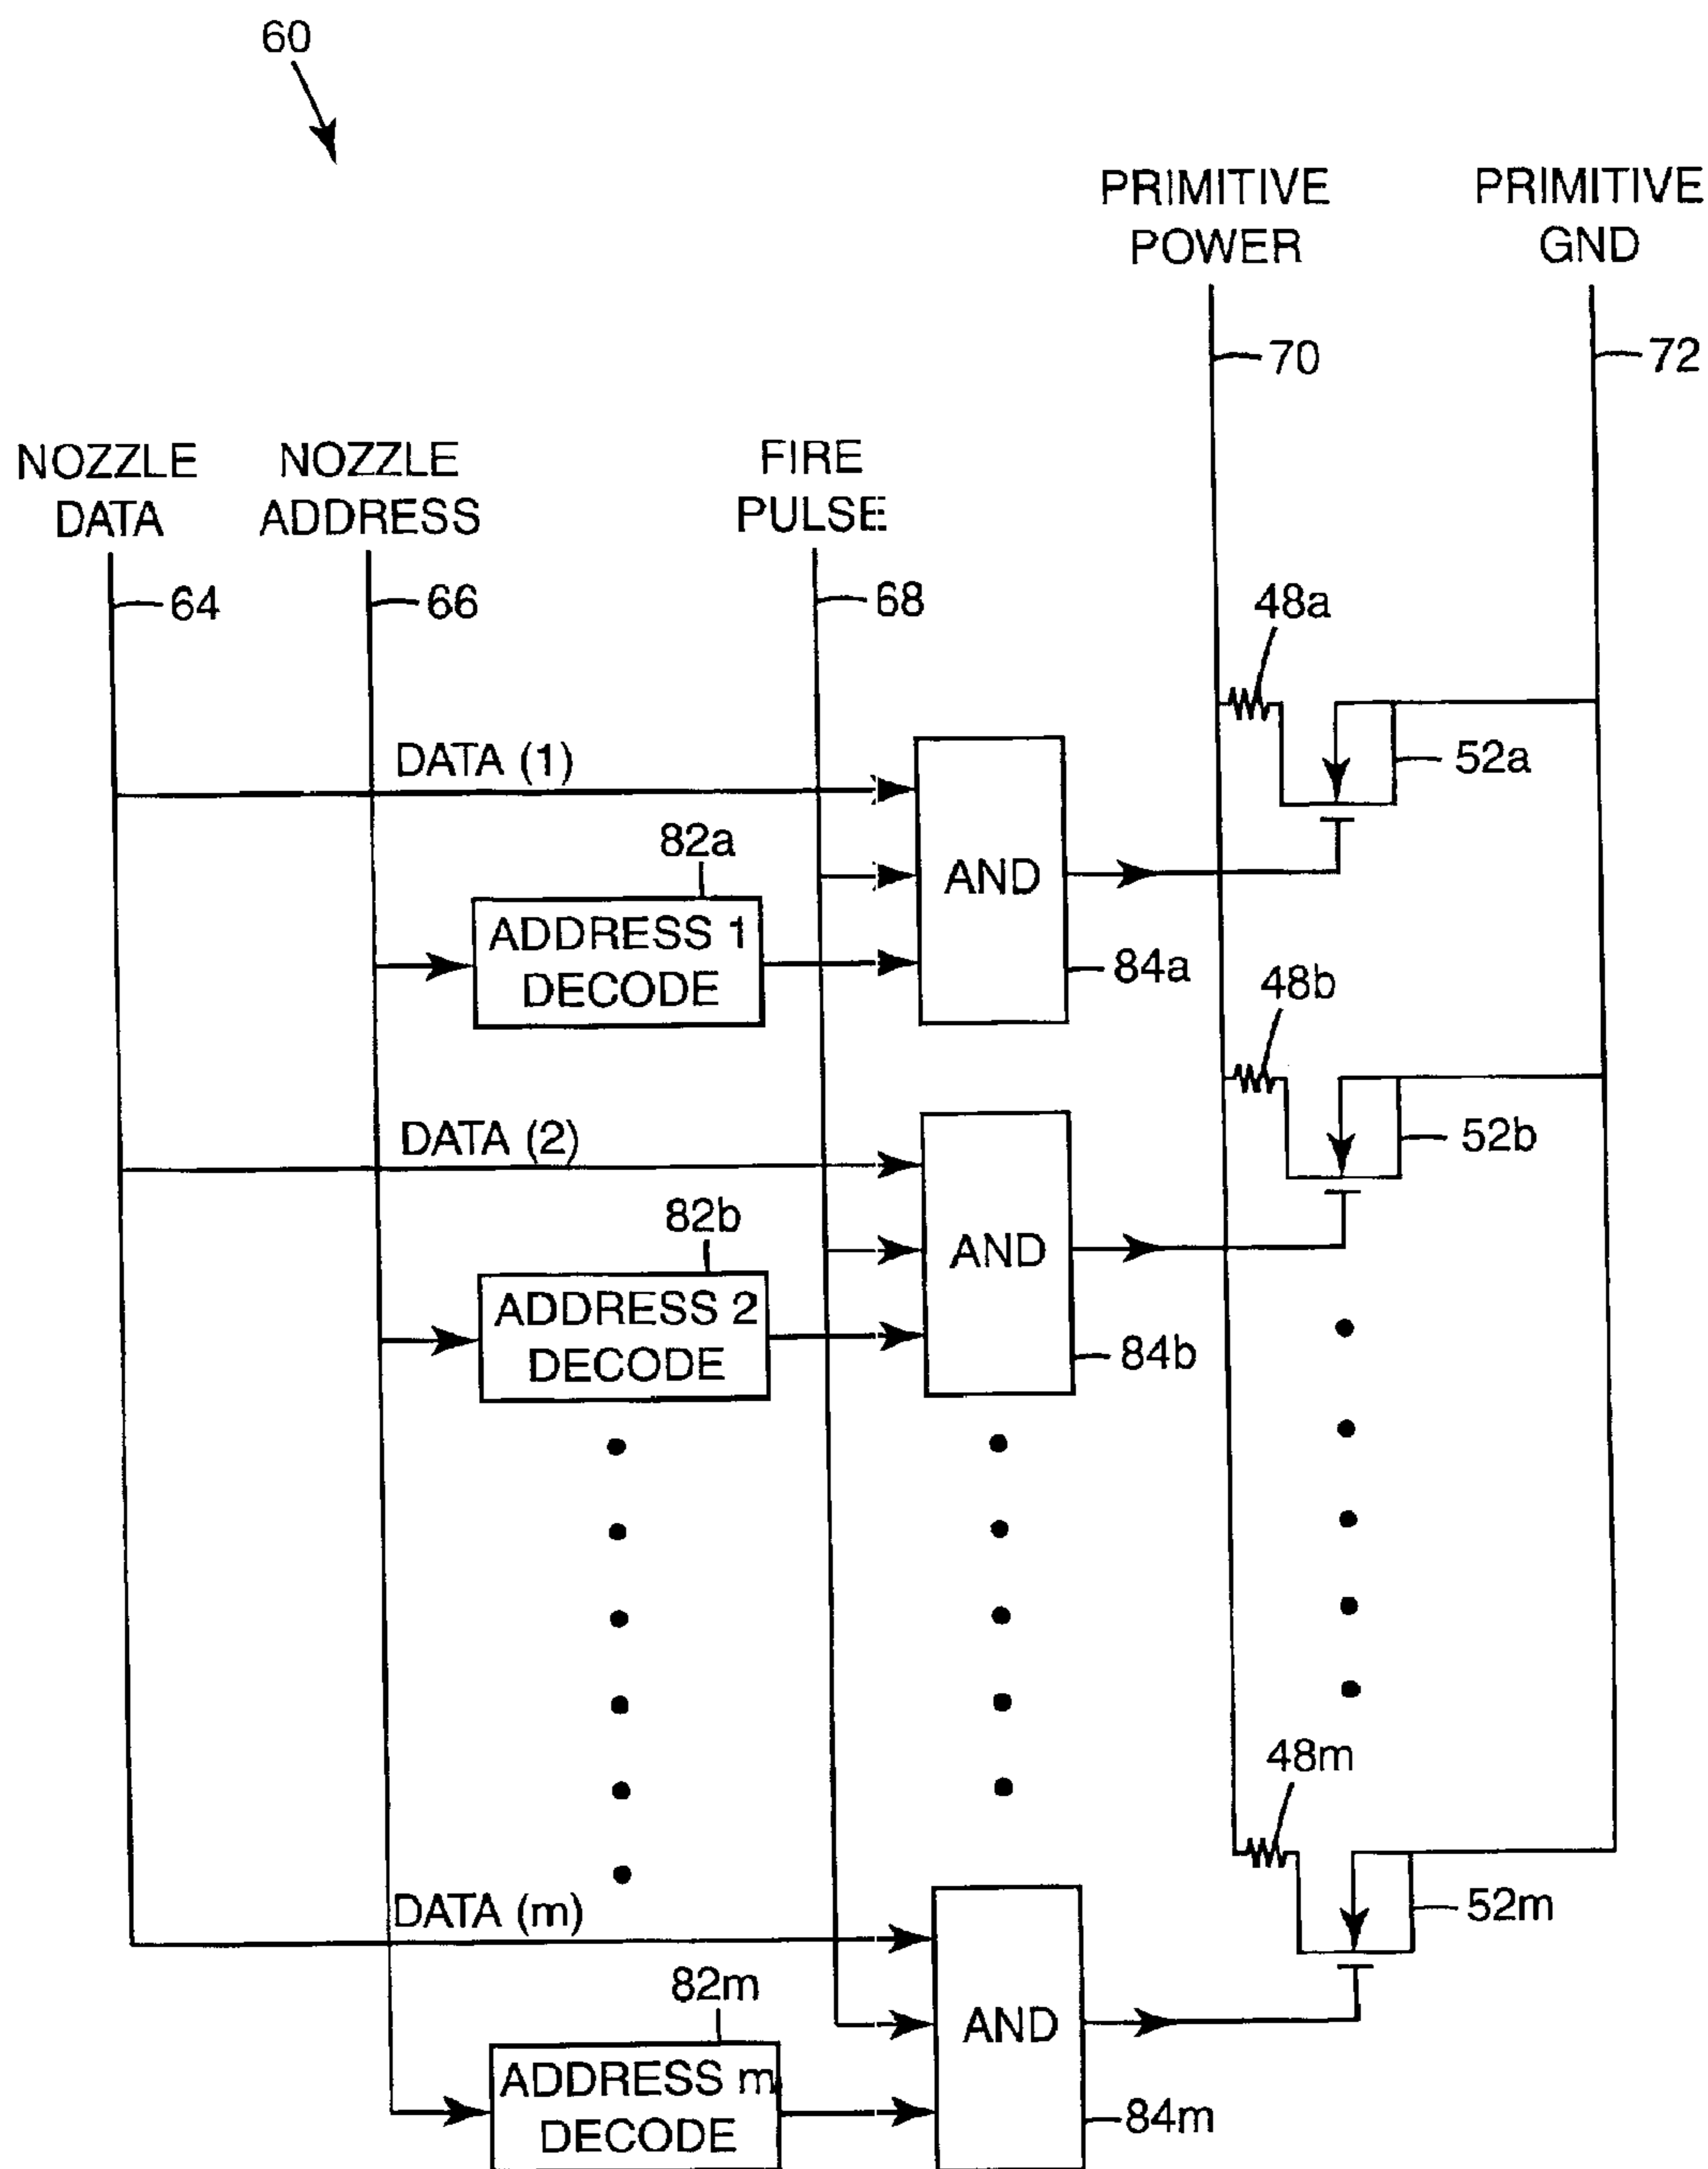 60
PRIMITIVE
POWER
PRIMITIVE
GND
70
72
NOZZLE
DATA
NOZZLE
ADDRESS
FIRE
PULSE
64
66
68
48a
52a
DATA (1)
82a
ADDRESS 1
DECODE
AND
84a
48b
52b
DATA (2)
82b
ADDRESS 2
DECODE
AND
84b
48m
52m
DATA (m)
82m
ADDRESS m
DECODE
AND
84m